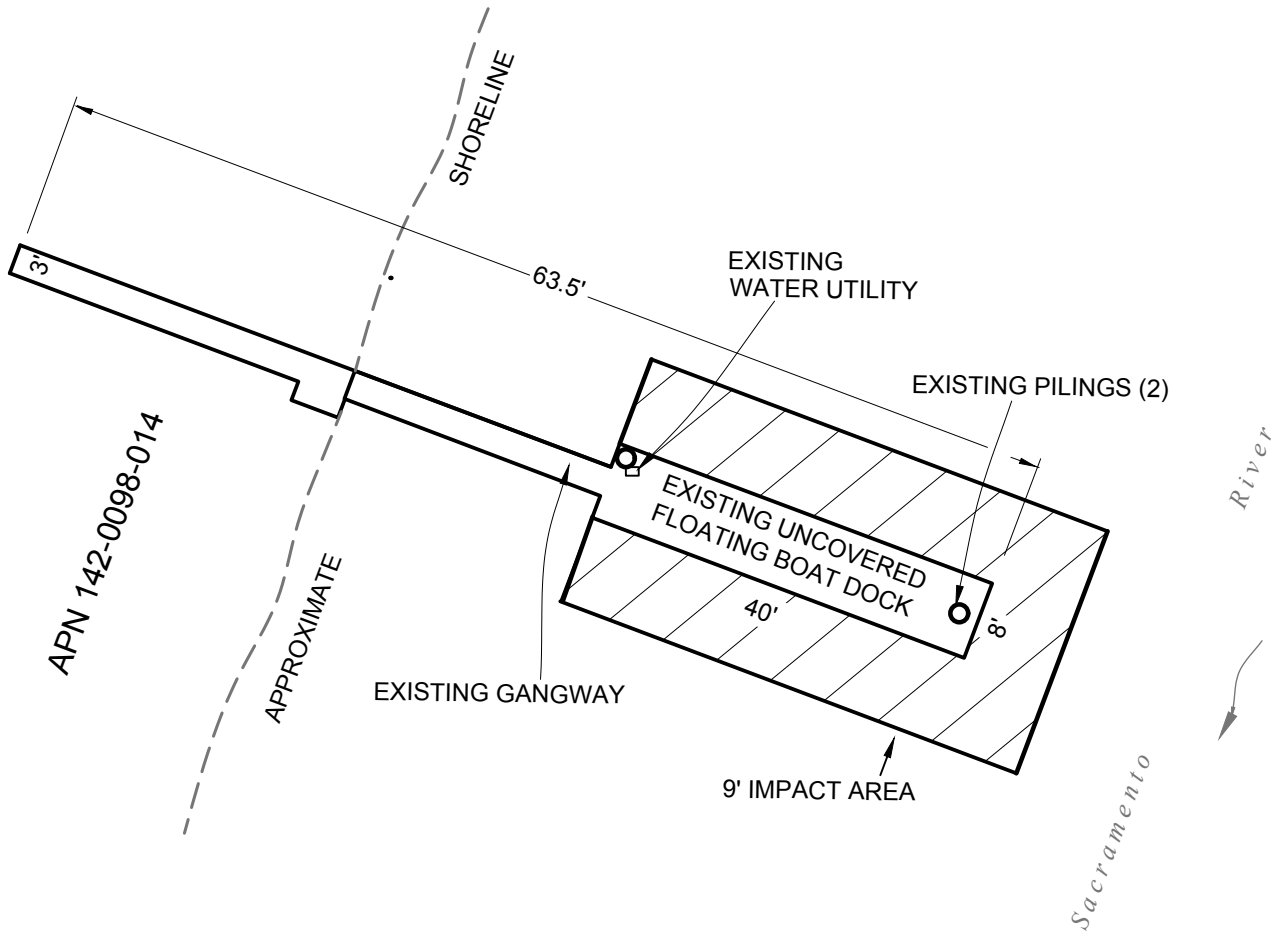 SHORELINE
3'
63.5'
EXISTING
WATER UTILITY
EXISTING PILINGS (2)
River
EXISTING UNCOVERED
FLOATING BOAT DOCK
40'
8'
APN 142-0098-014
APPROXIMATE
EXISTING GANGWAY
9' IMPACT AREA
Sacramento